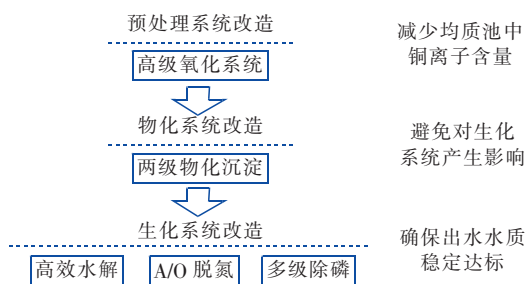 预处理系统改造
减少均质池中
铜离子含量
高级氧化系统
物化系统改造
避免对生化
系统产生影响
两级物化沉淀
生化系统改造
确保出水水质
稳定达标
高效水解
A/O 脱氮
多级除磷